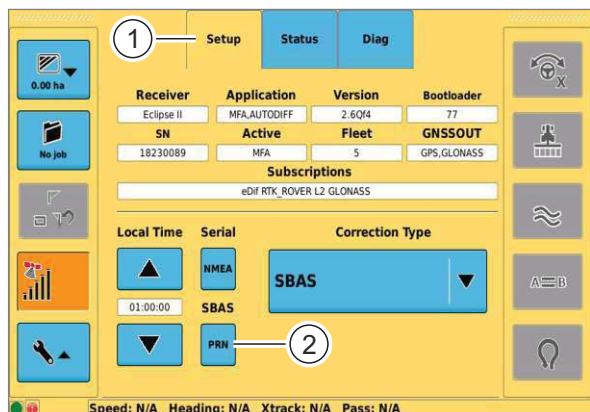 1
Setup Status Diag
0.00 ha
Receiver Application Version Bootloader
Eclipse II MFA,AUTODIFF 2.6Qf4 77
SN Active Fleet GNSSOUT
No job
18230089 MFA 5 GPS,GLONASS
Subscriptions
eDif RTK_ROVER L2 GLONASS
X
Local Time Serial Correction Type
NMEA
SBAS
A=B
01:00:00 SBAS
PRN
2
Speed: N/A Heading: N/A Xtrack: N/A Pass: N/A